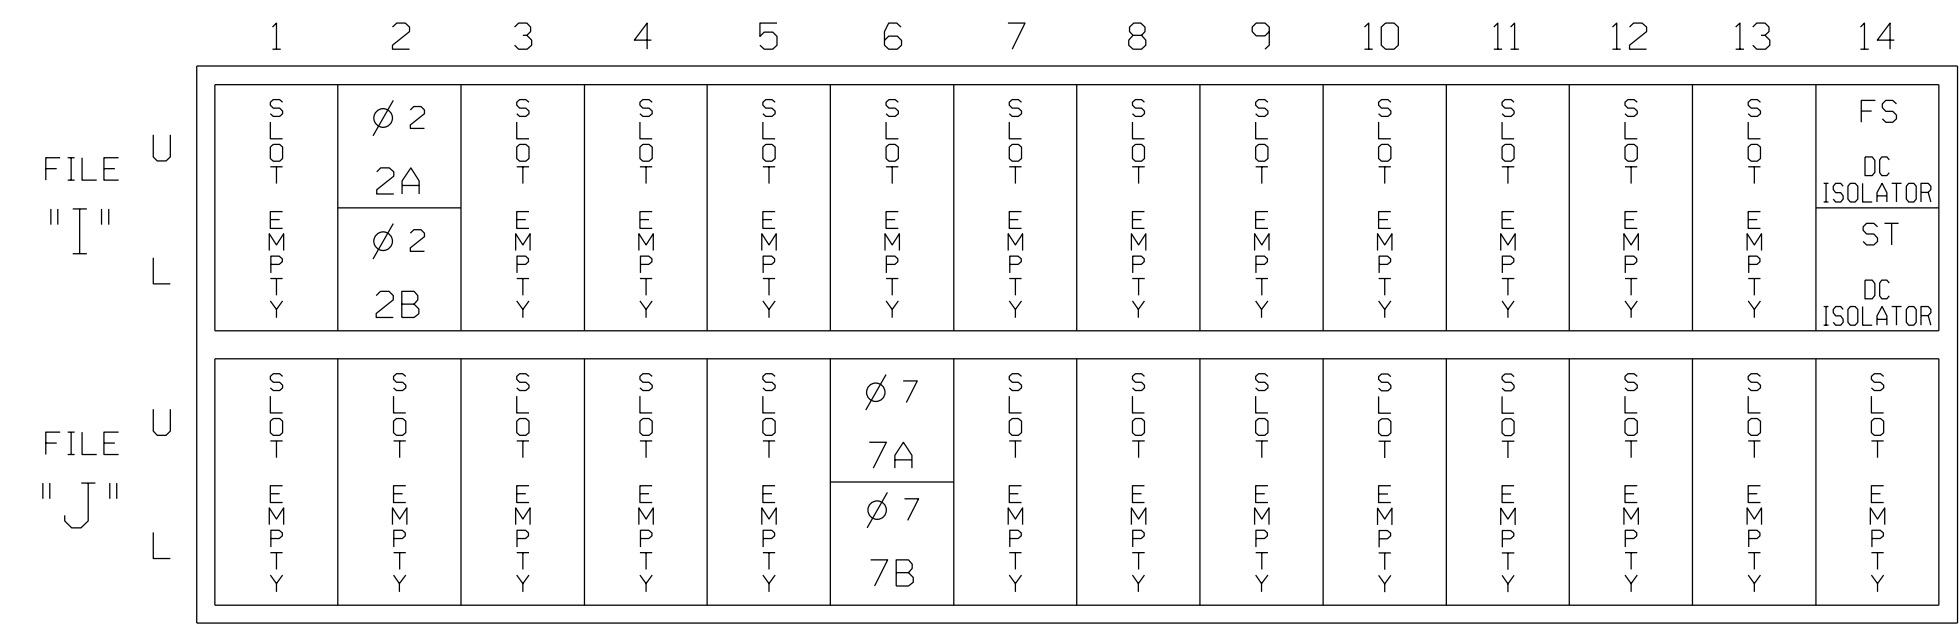 1 2 3 4 5 6 7 8 9 10 11 12 13 14
FILE
"I"
U
L
SLOT EMPTY
Ø 2
2A
Ø 2
2B
SLOT EMPTY
SLOT EMPTY
SLOT EMPTY
SLOT EMPTY
SLOT EMPTY
SLOT EMPTY
SLOT EMPTY
SLOT EMPTY
SLOT EMPTY
SLOT EMPTY
SLOT EMPTY
FS
DC
ISOLATOR
ST
DC
ISOLATOR
FILE
"J"
U
L
SLOT EMPTY
SLOT EMPTY
SLOT EMPTY
SLOT EMPTY
SLOT EMPTY
Ø 7
7A
Ø 7
7B
SLOT EMPTY
SLOT EMPTY
SLOT EMPTY
SLOT EMPTY
SLOT EMPTY
SLOT EMPTY
SLOT EMPTY
SLOT EMPTY